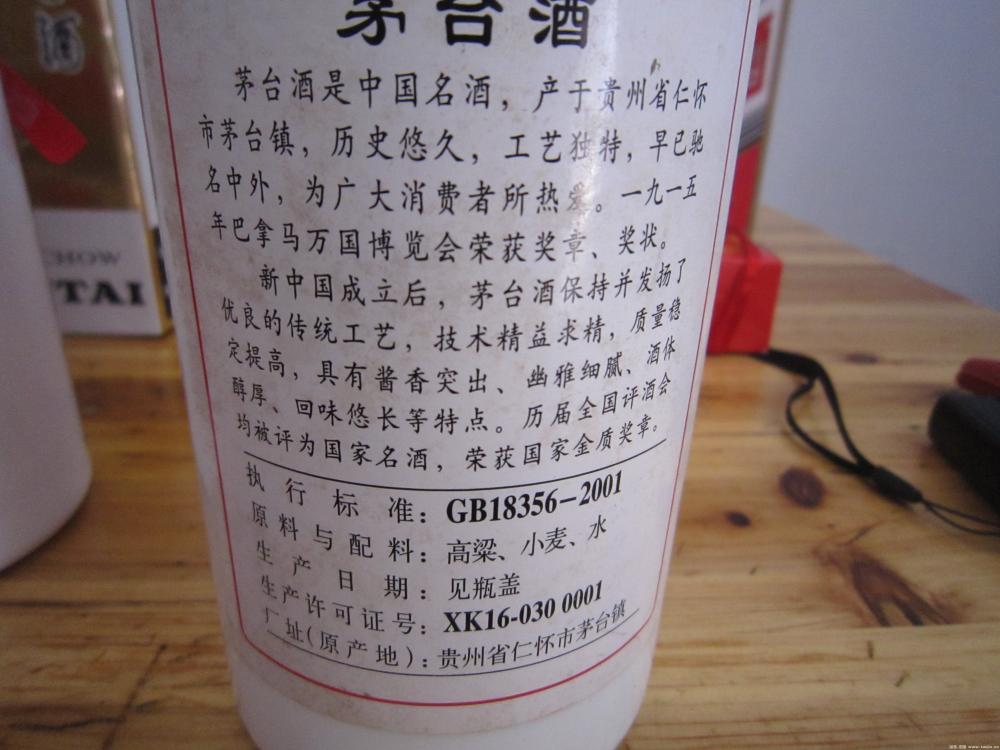 酒
CHOW
TAI
茅台酒
茅台酒是中国名酒，产于贵州省仁怀
市茅台镇，历史悠久，工艺独特，早已驰
名中外，为广大消费者所热爱。一九一五
年巴拿马万国博览会荣获奖章、奖状。
新中国成立后，茅台酒保持并发扬了
优良的传统工艺，技术精益求精，质量稳
定提高，具有酱香突出、幽雅细腻、酒体
醇厚、回味悠长等特点。历届全国评酒会
均被评为国家名酒，荣获国家金质奖章。
执行标准：GB18356-2001
原料与配料：高粱、小麦、水
生产日期：见瓶盖
生产许可证号：XK16-030 0001
厂址(原产地)：贵州省仁怀市茅台镇